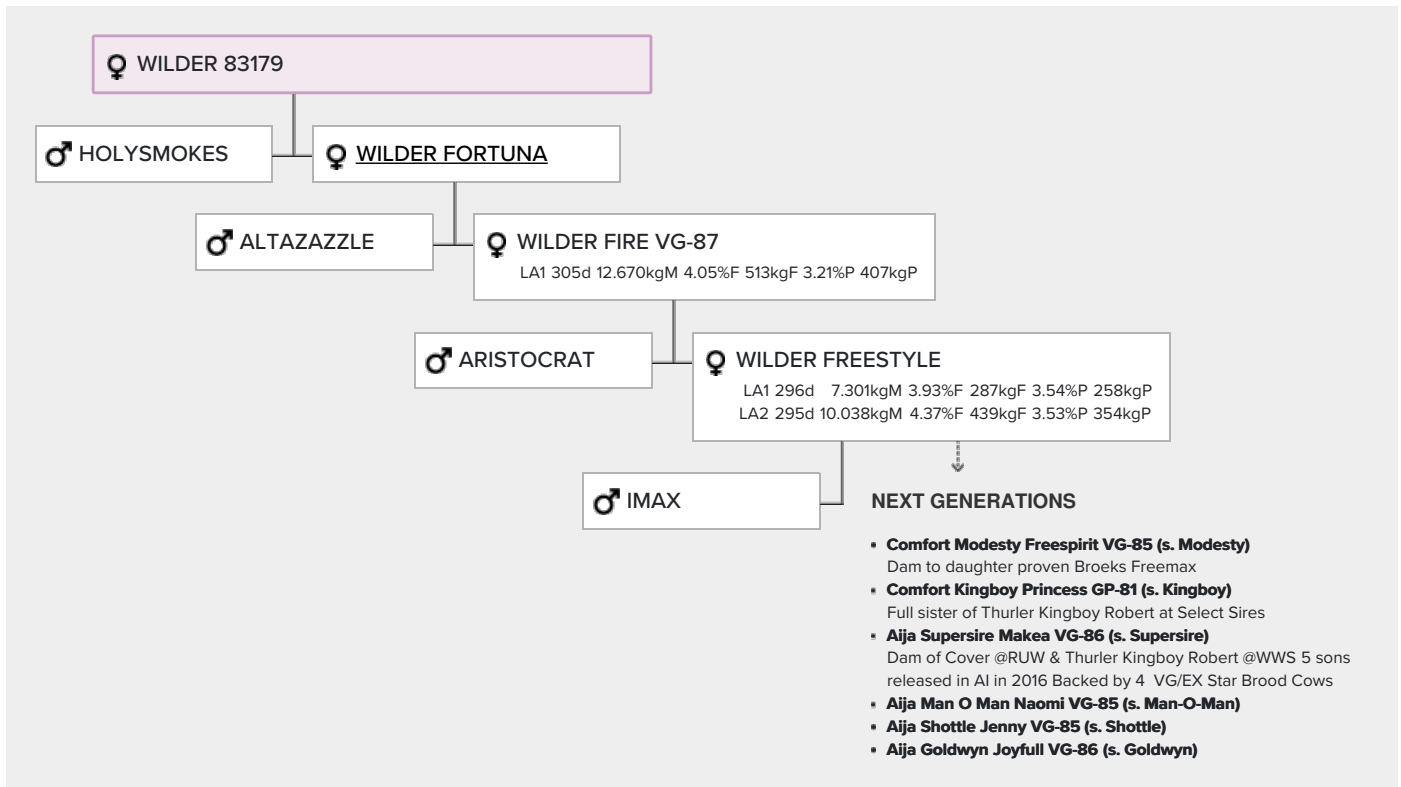 WILDER 83179
HOLYSMOKES
WILDER FORTUNA
ALTAZAZZLE
WILDER FIRE VG-87
LA1 305d 12.670kgM 4.05%F 513kgF 3.21%P 407kgP
ARISTOCRAT
WILDER FREESTYLE
LA1 296d 7.301kgM 3.93%F 287kgF 3.54%P 258kgP
LA2 295d 10.038kgM 4.37%F 439kgF 3.53%P 354kgP
IMAX
NEXT GENERATIONS
Comfort Modesty Freespirit VG-85 (s. Modesty)
Dam to daughter proven Broeks Freemax
Comfort Kingboy Princess GP-81 (s. Kingboy)
Full sister of Thurler Kingboy Robert at Select Sires
Aija Supersire Makea VG-86 (s. Supersire)
Dam of Cover @RUW & Thurler Kingboy Robert @WWS 5 sons
released in AI in 2016 Backed by 4 VG/EX Star Brood Cows
Aija Man O Man Naomi VG-85 (s. Man-O-Man)
Aija Shottle Jenny VG-85 (s. Shottle)
Aija Goldwyn Joyfull VG-86 (s. Goldwyn)